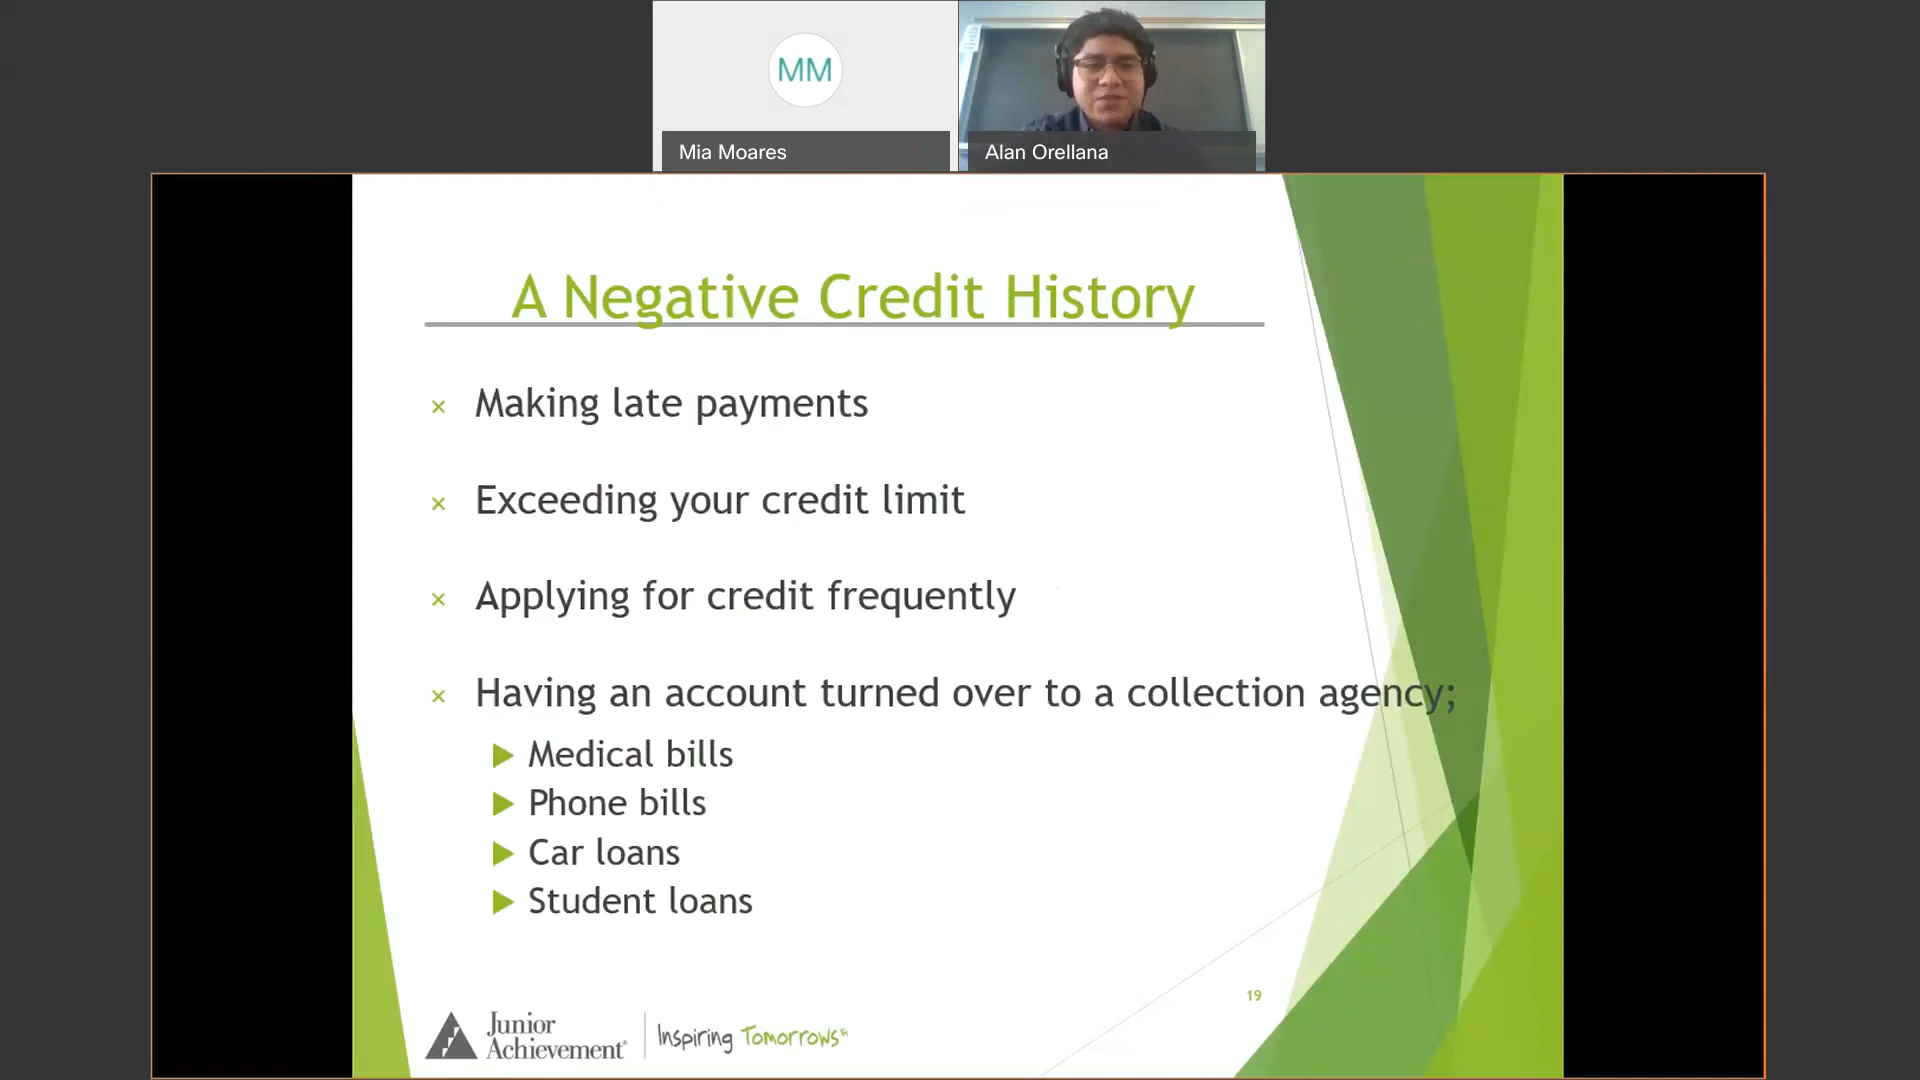 MM
Mia Moares
Alan Orellana
A Negative Credit History
× Making late payments
× Exceeding your credit limit
× Applying for credit frequently
× Having an account turned over to a collection agency;
▶ Medical bills
▶ Phone bills
▶ Car loans
▶ Student loans
19
Junior
Achievement®
Inspiring Tomorrows